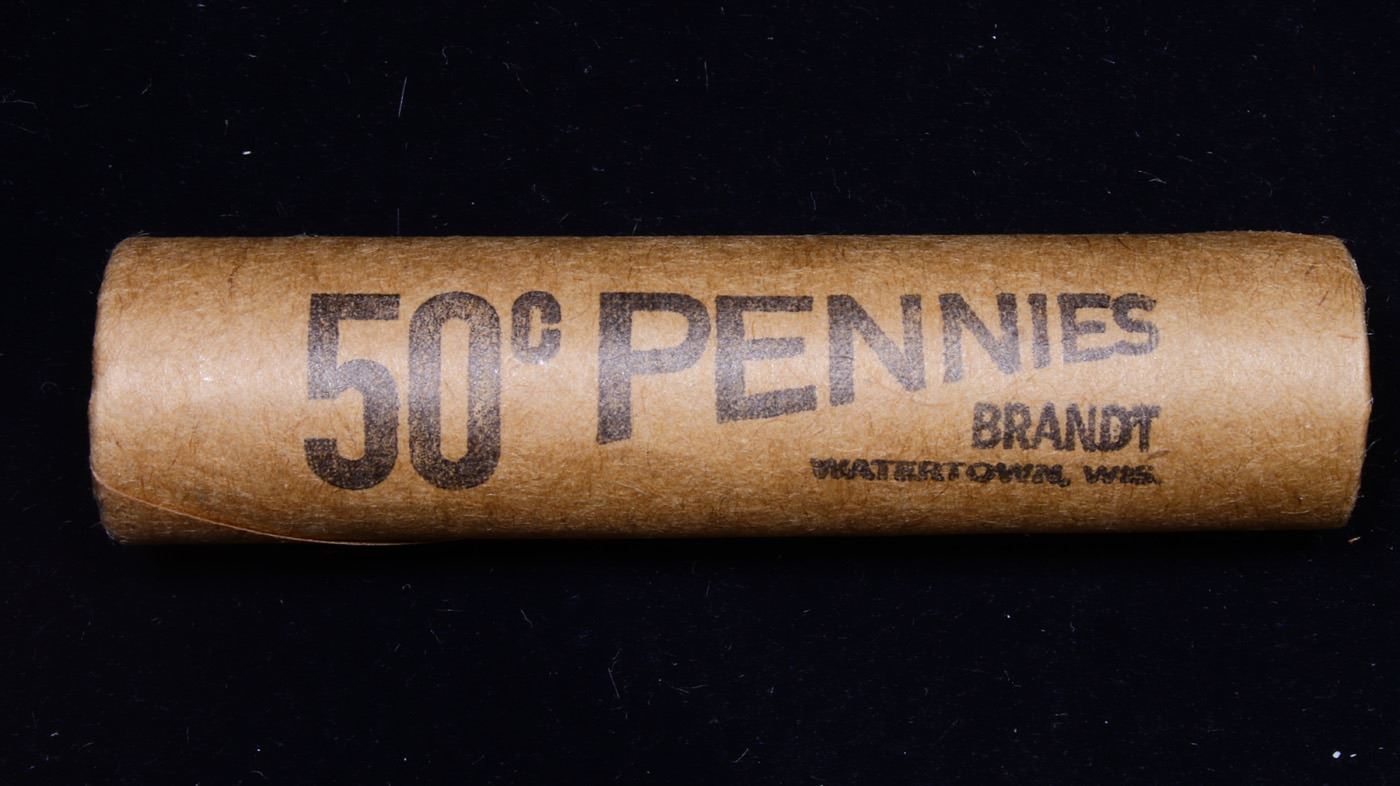 50¢ PENNIES
BRANDT
WATERTOWN, WIS.